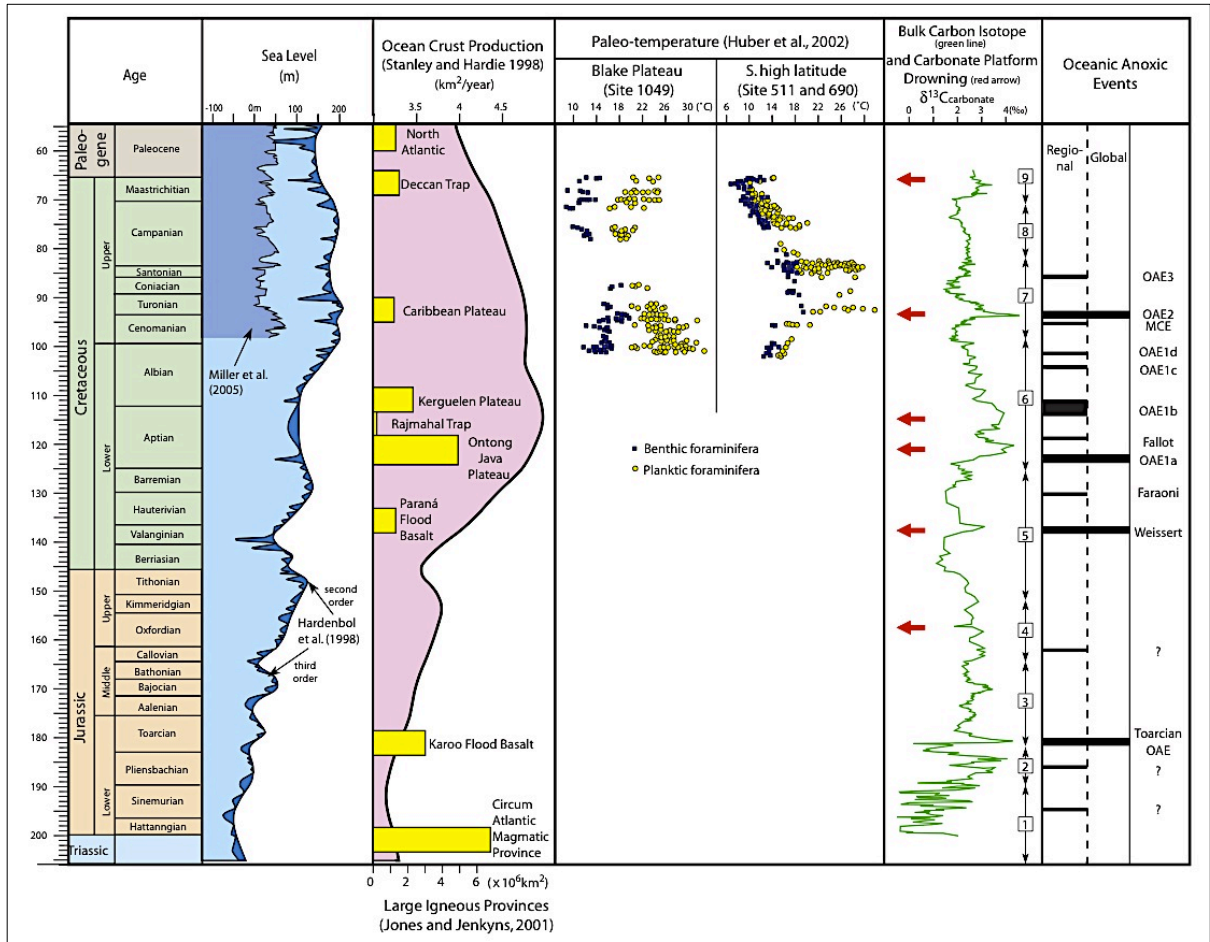 Age
Sea Level
(m)
-100 0m 100 200
Ocean Crust Production
(Stanley and Hardie 1998)
(km²/year)
3.5 4 4.5
Paleo-temperature (Huber et al., 2002)
Blake Plateau
(Site 1049)
10 14 18 22 26 30 (°C)
S. high latitude
(Site 511 and 690)
6 10 14 18 22 26 (°C)
Bulk Carbon Isotope
(green line)
and Carbonate Platform
Drowning (red arrow)
δ¹³Ccarbonate
0 1 2 3 4(‰)
Oceanic Anoxic
Events
Regio-
nal
Global
60
70
80
90
100
110
120
130
140
150
160
170
180
190
200
Paleo-
gene
Cretaceous
Jurassic
Triassic
Upper
Lower
Upper
Middle
Lower
Paleocene
Maastrichitian
Campanian
Santonian
Coniacian
Turonian
Cenomanian
Albian
Aptian
Barremian
Hauterivian
Valanginian
Berriasian
Tithonian
Kimmeridgian
Oxfordian
Callovian
Bathonian
Bajocian
Aalenian
Toarcian
Pliensbachian
Sinemurian
Hattanngian
Miller et al.
(2005)
second
order
Hardenbol
et al. (1998)
third
order
North
Atlantic
Deccan Trap
Caribbean Plateau
Kerguelen Plateau
Rajmahal Trap
Ontong
Java
Plateau
Paraná
Flood
Basalt
Karoo Flood Basalt
Circum
Atlantic
Magmatic
Province
Benthic foraminifera
Planktic foraminifera
9
8
7
6
5
4
3
2
1
OAE3
OAE2
MCE
OAE1d
OAE1c
OAE1b
Fallot
OAE1a
Faraoni
Weissert
?
Toarcian
OAE
?
?
0 2 4 6 (×10⁶km²)
Large Igneous Provinces
(Jones and Jenkyns, 2001)